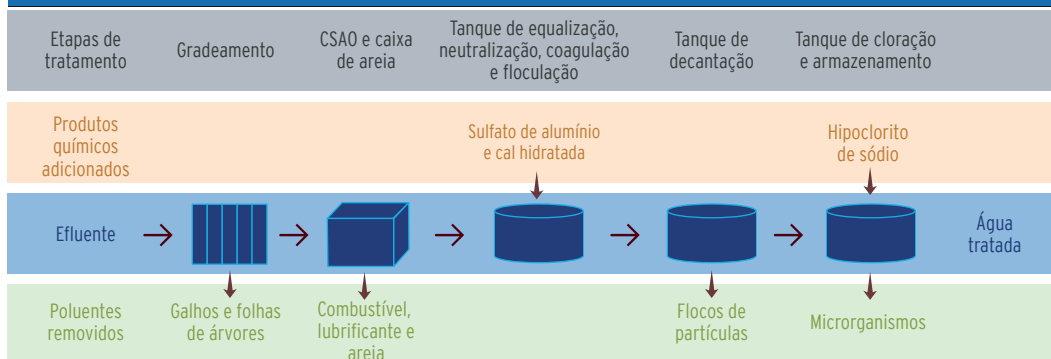 Etapas de
tratamento
Gradeamento
CSAO e caixa
de areia
Tanque de equalização,
neutralização, coagulação
e floculação
Tanque de
decantação
Tanque de cloração
e armazenamento
Produtos
químicos
adicionados
Sulfato de alumínio
e cal hidratada
Hipoclorito
de sódio
Efluente
Água
tratada
Poluentes
removidos
Galhos e folhas
de árvores
Combustível,
lubrificante e
areia
Flocos de
partículas
Microrganismos